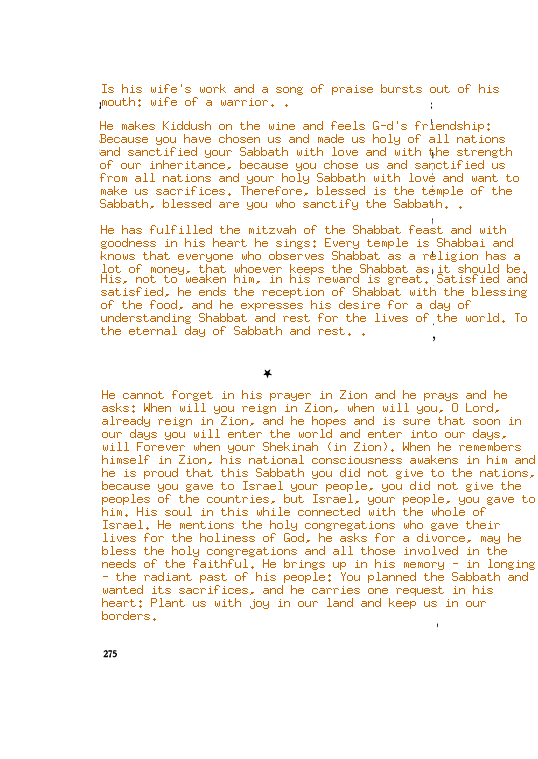 Is his wife's work and a song of praise bursts out of his
mouth: wife of a warrior. .
He makes Kiddush on the wine and feels G-d's friendship:
Because you have chosen us and made us holy of all nations
and sanctified your Sabbath with love and with the strength
of our inheritance, because you chose us and sanctified us
from all nations and your holy Sabbath with love and want to
make us sacrifices. Therefore, blessed is the temple of the
Sabbath, blessed are you who sanctify the Sabbath. .
He has fulfilled the mitzvah of the Shabbat feast and with
goodness in his heart he sings: Every temple is Shabbai and
knows that everyone who observes Shabbat as a religion has a
lot of money, that whoever keeps the Shabbat as it should be.
His, not to weaken him, in his reward is great. Satisfied and
satisfied, he ends the reception of Shabbat with the blessing
of the food, and he expresses his desire for a day of
understanding Shabbat and rest for the lives of the world. To
the eternal day of Sabbath and rest. .
★
He cannot forget in his prayer in Zion and he prays and he
asks: When will you reign in Zion, when will you, O Lord,
already reign in Zion, and he hopes and is sure that soon in
our days you will enter the world and enter into our days,
will Forever when your Shekinah (in Zion). When he remembers
himself in Zion, his national consciousness awakens in him and
he is proud that this Sabbath you did not give to the nations,
because you gave to Israel your people, you did not give the
peoples of the countries, but Israel, your people, you gave to
him. His soul in this while connected with the whole of
Israel. He mentions the holy congregations who gave their
lives for the holiness of God, he asks for a divorce, may he
bless the holy congregations and all those involved in the
needs of the faithful. He brings up in his memory - in longing
- the radiant past of his people: You planned the Sabbath and
wanted its sacrifices, and he carries one request in his
heart: Plant us with joy in our land and keep us in our
borders.
275